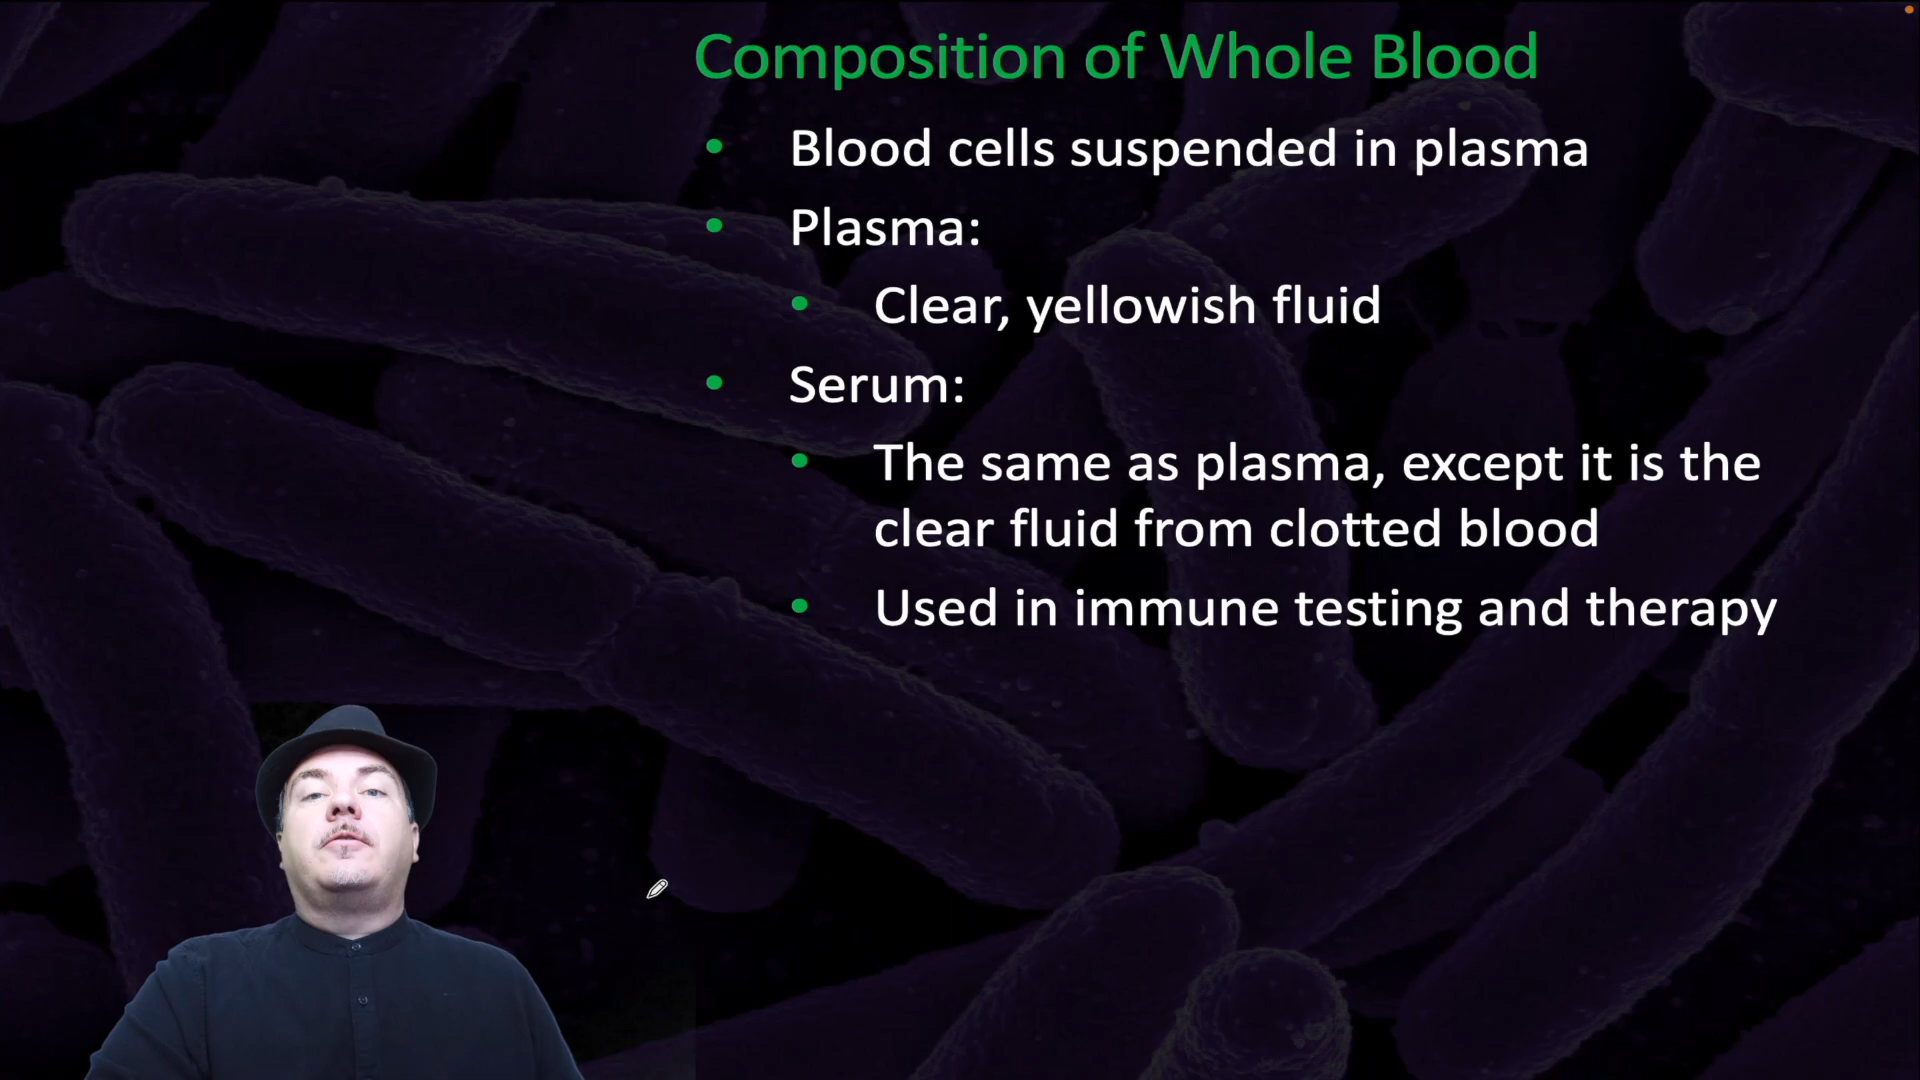 Composition of Whole Blood
• Blood cells suspended in plasma
• Plasma:
• Clear, yellowish fluid
• Serum:
• The same as plasma, except it is the
clear fluid from clotted blood
• Used in immune testing and therapy